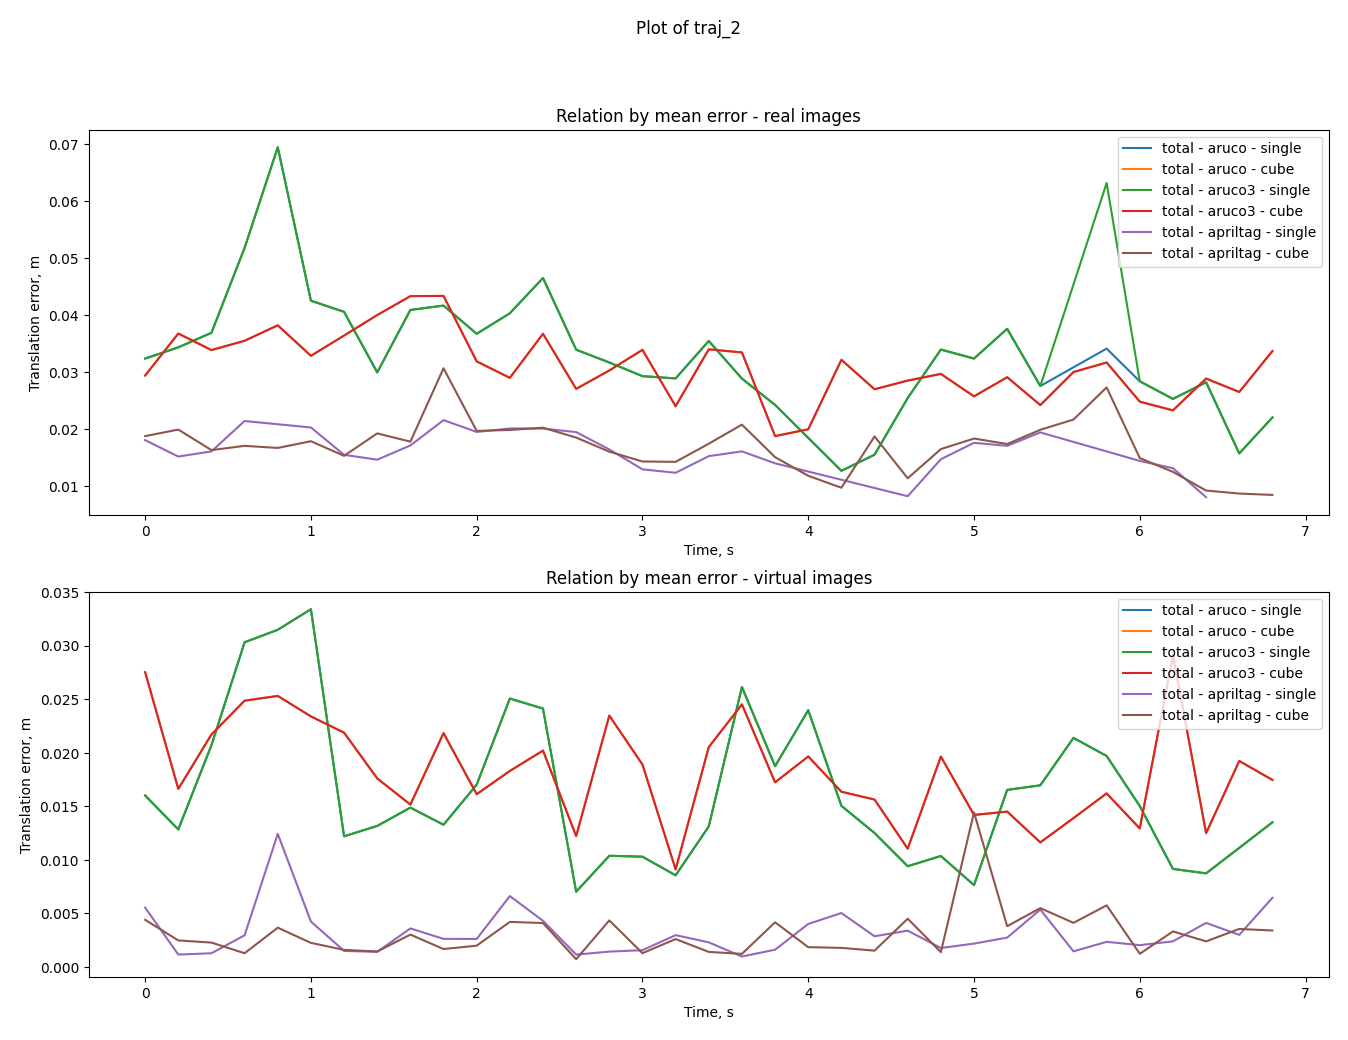 Plot of traj_2
Relation by mean error - real images
0.07
0.06
0.05
0.04
0.03
0.02
0.01
Translation error, m
total - aruco - single
total - aruco - cube
total - aruco3 - single
total - aruco3 - cube
total - apriltag - single
total - apriltag - cube
0 1 2 3 4 5 6 7
Time, s
Relation by mean error - virtual images
0.035
0.030
0.025
0.020
0.015
0.010
0.005
0.000
Translation error, m
total - aruco - single
total - aruco - cube
total - aruco3 - single
total - aruco3 - cube
total - apriltag - single
total - apriltag - cube
0 1 2 3 4 5 6 7
Time, s